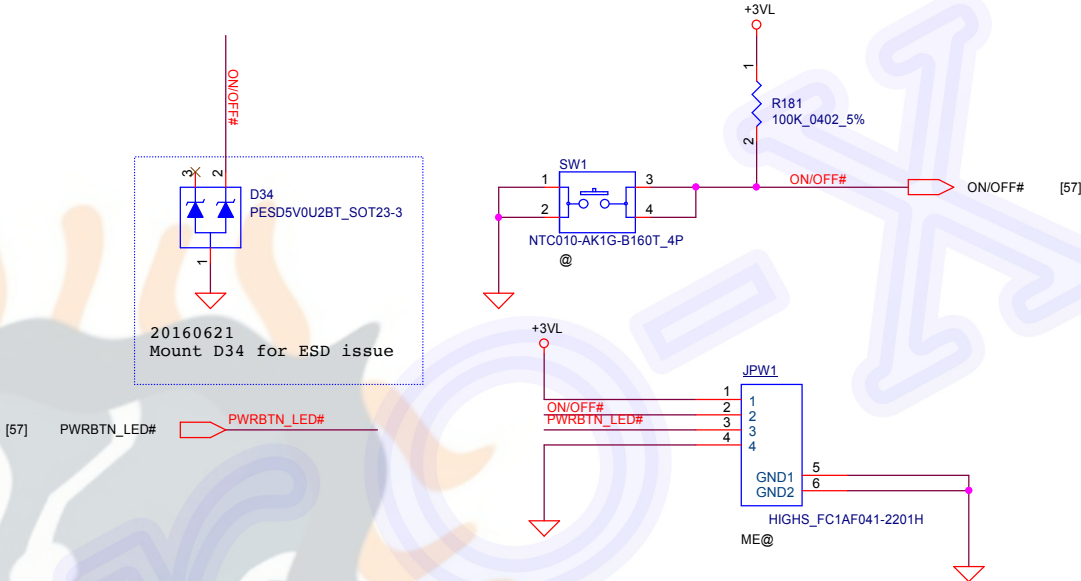 +3VL
ON/OFF#
1
R181
100K_0402_5%
2
3
2
D34
PESD5V0U2BT_SOT23-3
1
20160621
Mount D34 for ESD issue
SW1
1
3
2
4
NTC010-AK1G-B160T_4P
@
ON/OFF#
ON/OFF#
[57]
[57]
PWRBTN_LED#
PWRBTN_LED#
+3VL
JPW1
1
1
ON/OFF#
2
2
PWRBTN_LED#
3
3
4
4
GND1
5
GND2
6
HIGHS_FC1AF041-2201H
ME@